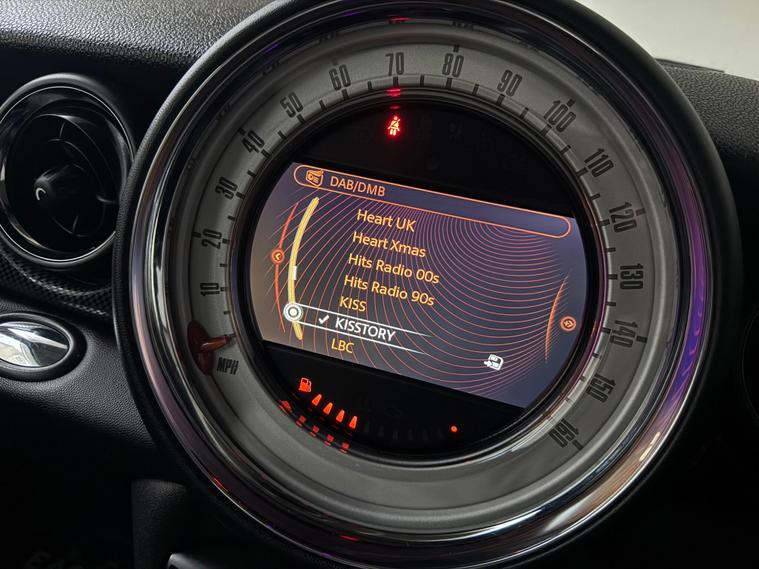 DAB/DMB
Heart UK
Heart Xmas
Hits Radio 00s
Hits Radio 90s
KISS
KISSTORY
LBC
MPH
10
20
30
40
50
60
70
80
90
100
110
120
130
140
150
160